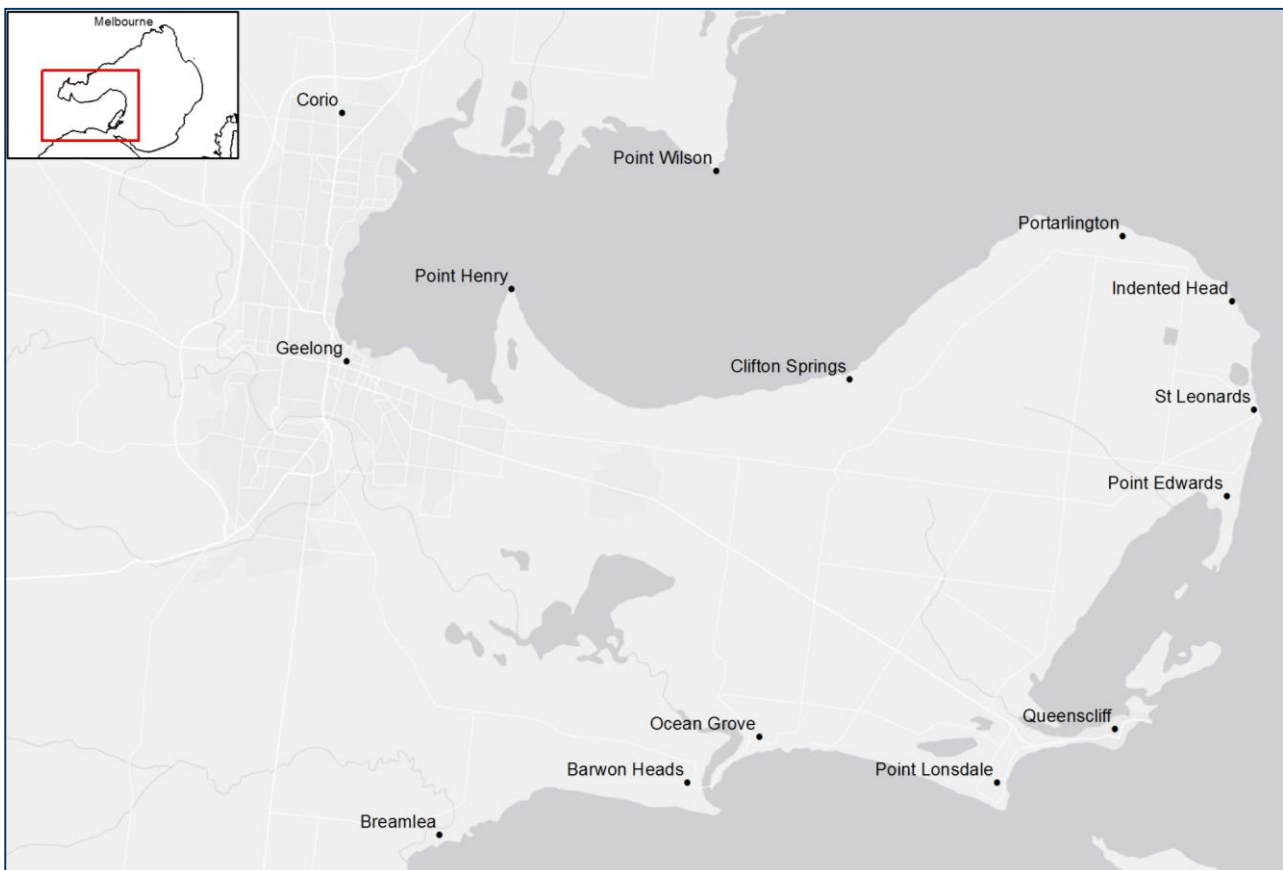 Melbourne
Corio
Point Wilson
Portarlington
Point Henry
Indented Head
Geelong
Clifton Springs
St Leonards
Point Edwards
Queenscliff
Ocean Grove
Barwon Heads
Point Lonsdale
Breamlea